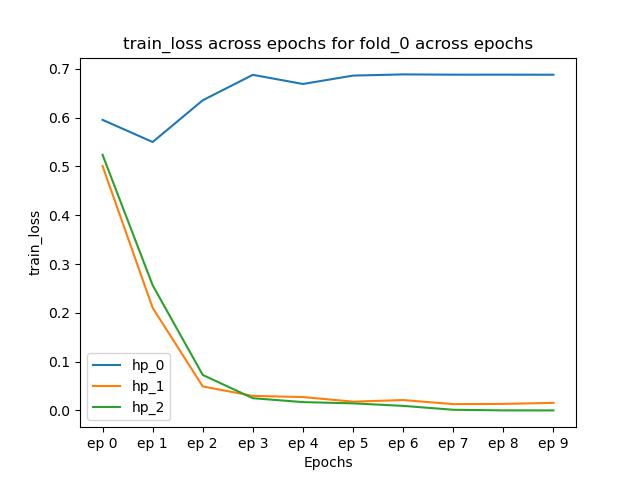 train_loss across epochs for fold_0 across epochs
0.7
0.6
0.5
0.4
0.3
0.2
0.1
0.0
train_loss
hp_0
hp_1
hp_2
ep 0 ep 1 ep 2 ep 3 ep 4 ep 5 ep 6 ep 7 ep 8 ep 9
Epochs